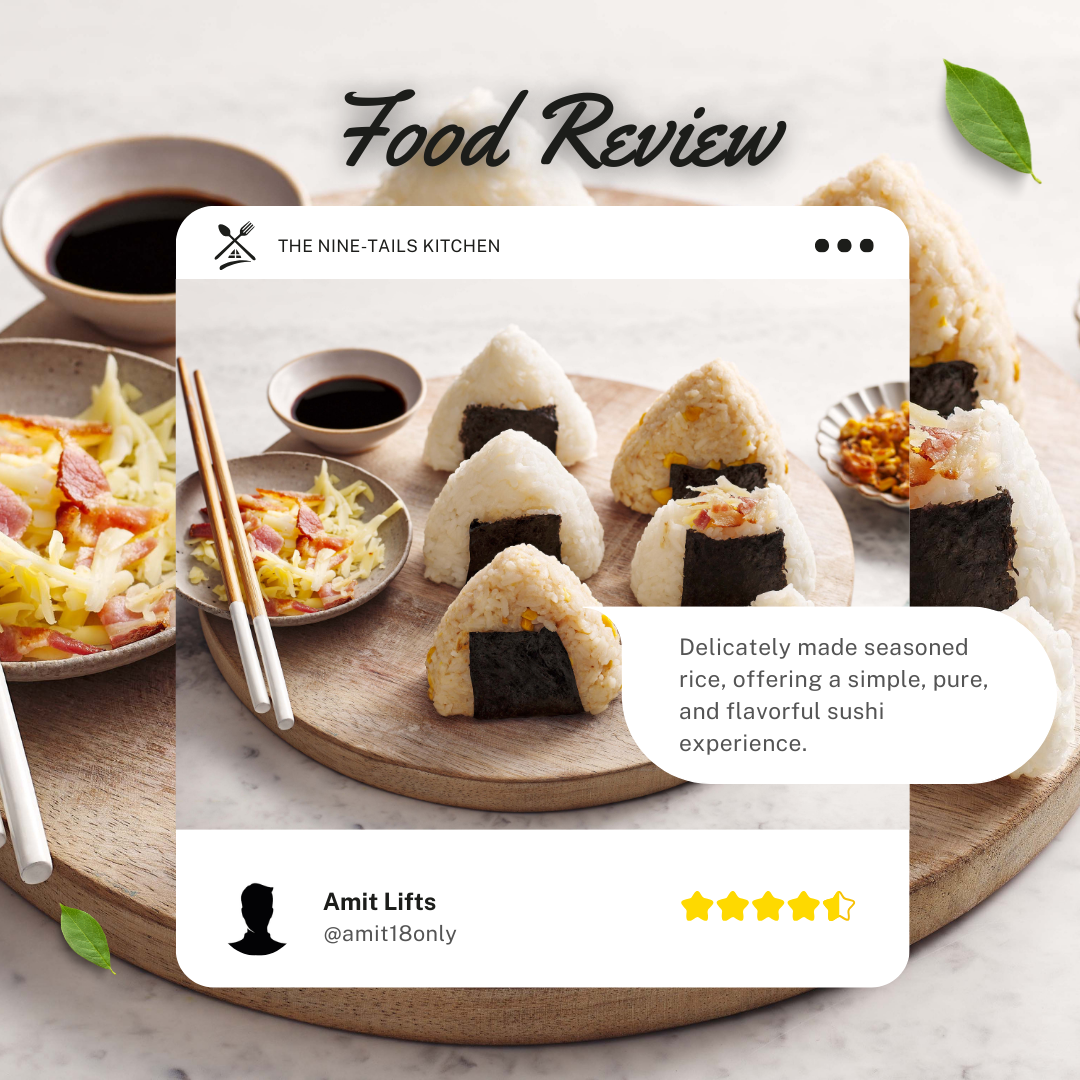 Food Review
THE NINE-TAILS KITCHEN
Delicately made seasoned
rice, offering a simple, pure,
and flavorful sushi
experience.
Amit Lifts
@amit18only